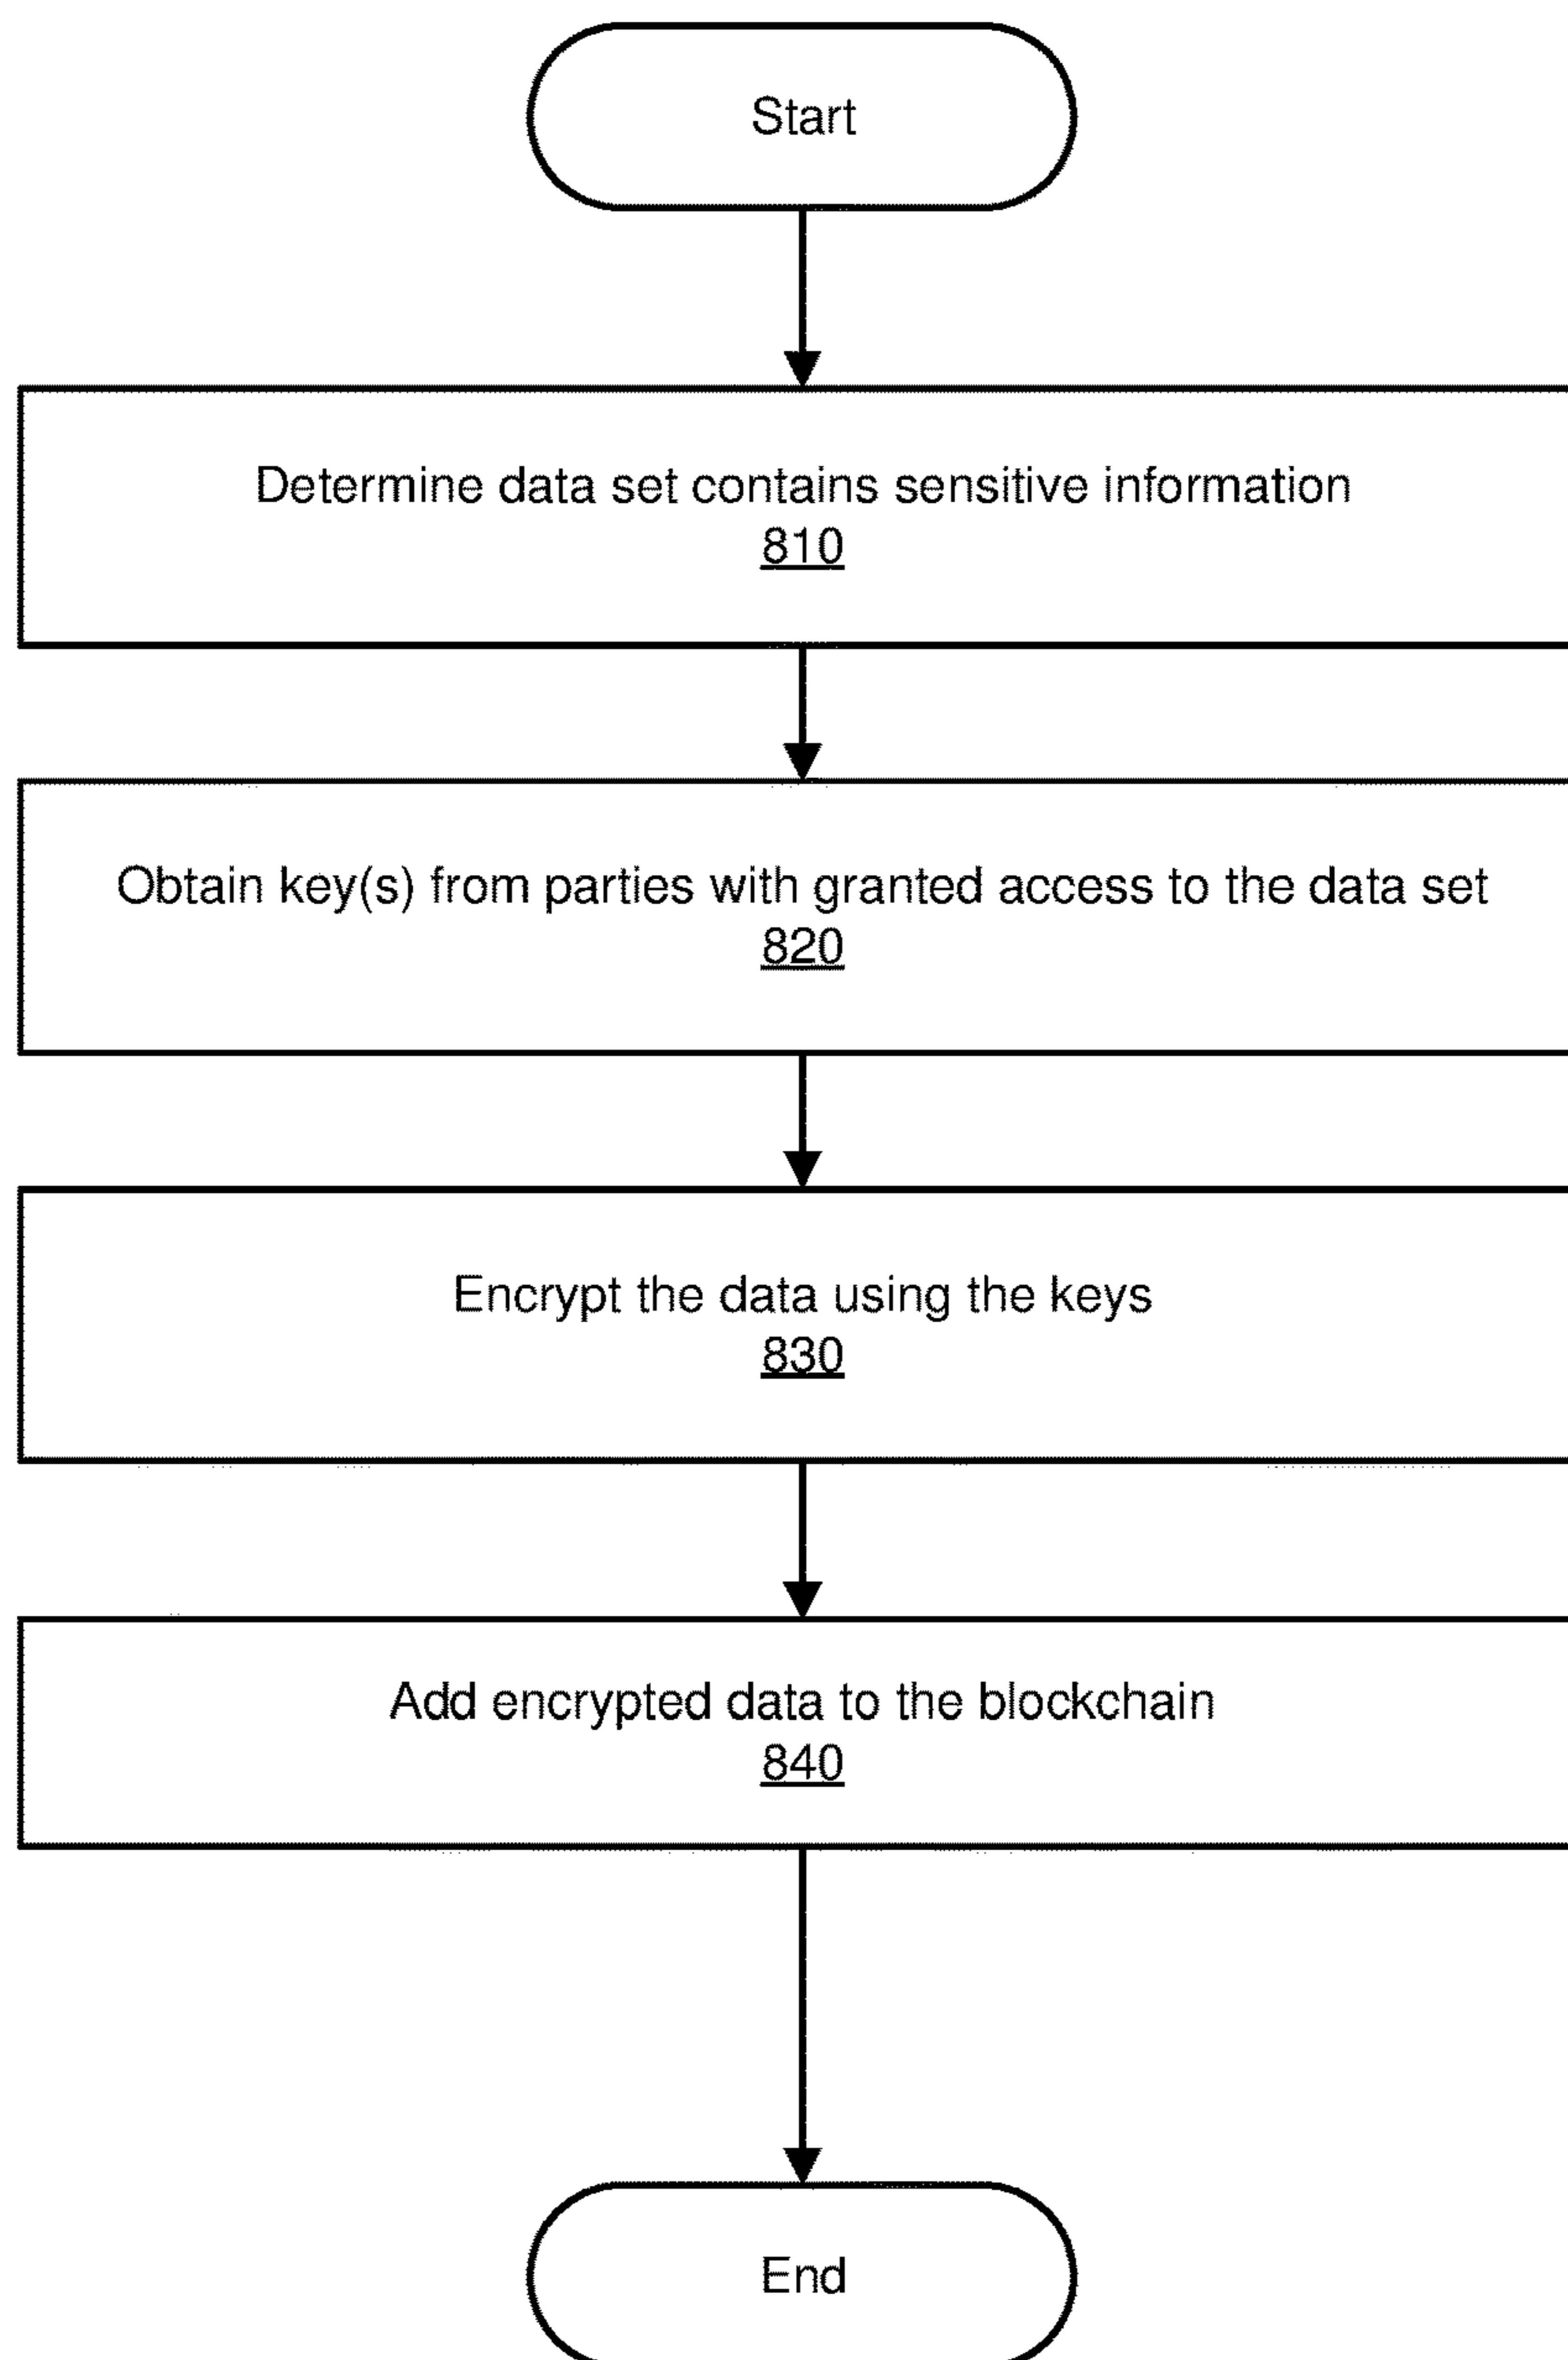 Start
Determine data set contains sensitive information
810
Obtain key(s) from parties with granted access to the data set
820
Encrypt the data using the keys
830
Add encrypted data to the blockchain
840
End